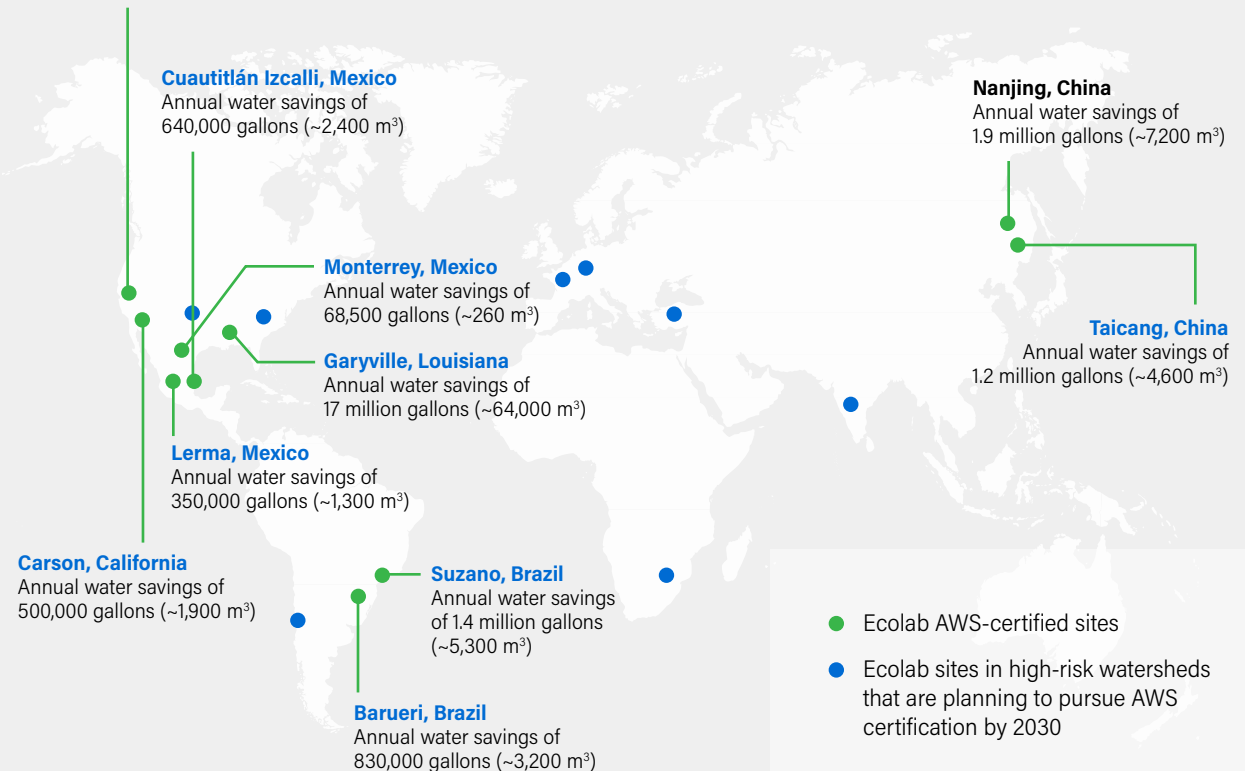 Cuautitlán Izcalli, Mexico
Annual water savings of
640,000 gallons (~2,400 m³)
Nanjing, China
Annual water savings of
1.9 million gallons (~7,200 m³)
Monterrey, Mexico
Annual water savings of
68,500 gallons (~260 m³)
Taicang, China
Annual water savings of
1.2 million gallons (~4,600 m³)
Garyville, Louisiana
Annual water savings of
17 million gallons (~64,000 m³)
Lerma, Mexico
Annual water savings of
350,000 gallons (~1,300 m³)
Carson, California
Annual water savings of
500,000 gallons (~1,900 m³)
Suzano, Brazil
Annual water savings
of 1.4 million gallons
(~5,300 m³)
Barueri, Brazil
Annual water savings of
830,000 gallons (~3,200 m³)
Ecolab AWS-certified sites
Ecolab sites in high-risk watersheds
that are planning to pursue AWS
certification by 2030